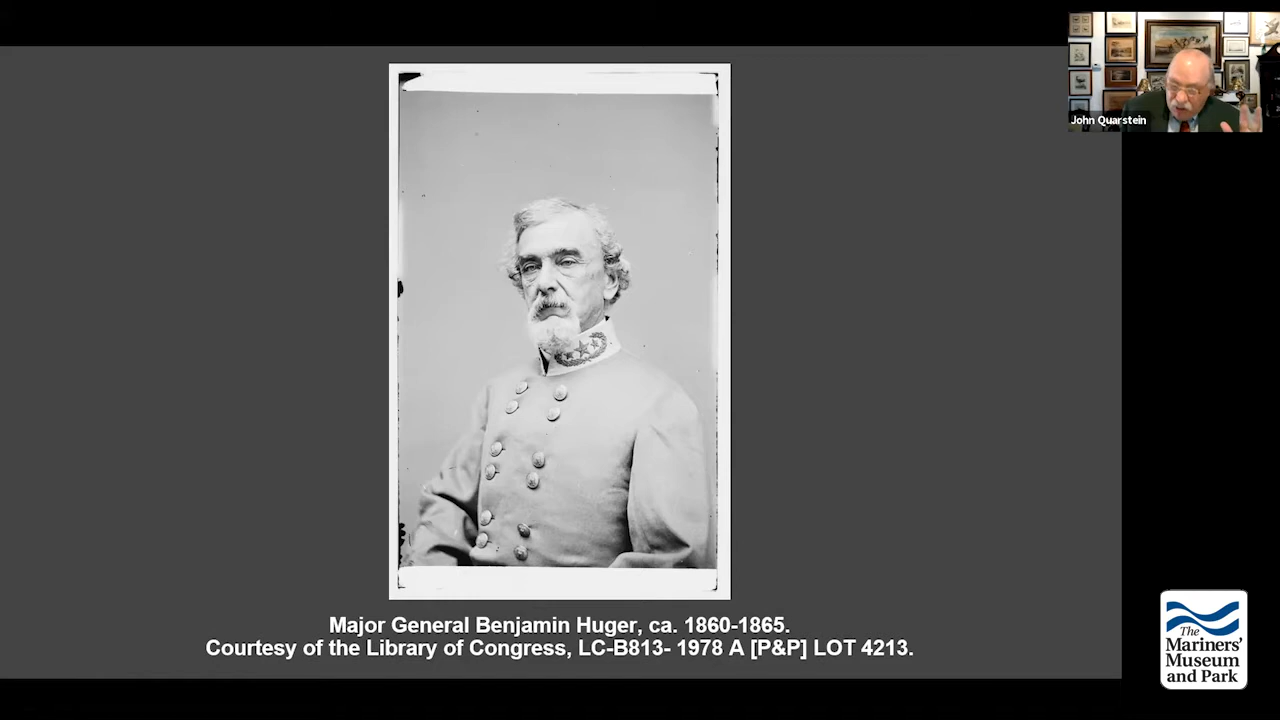 John Quarstein
Major General Benjamin Huger, ca. 1860-1865.
Courtesy of the Library of Congress, LC-B813- 1978 A [P&P] LOT 4213.
The
Mariners'
Museum
and Park